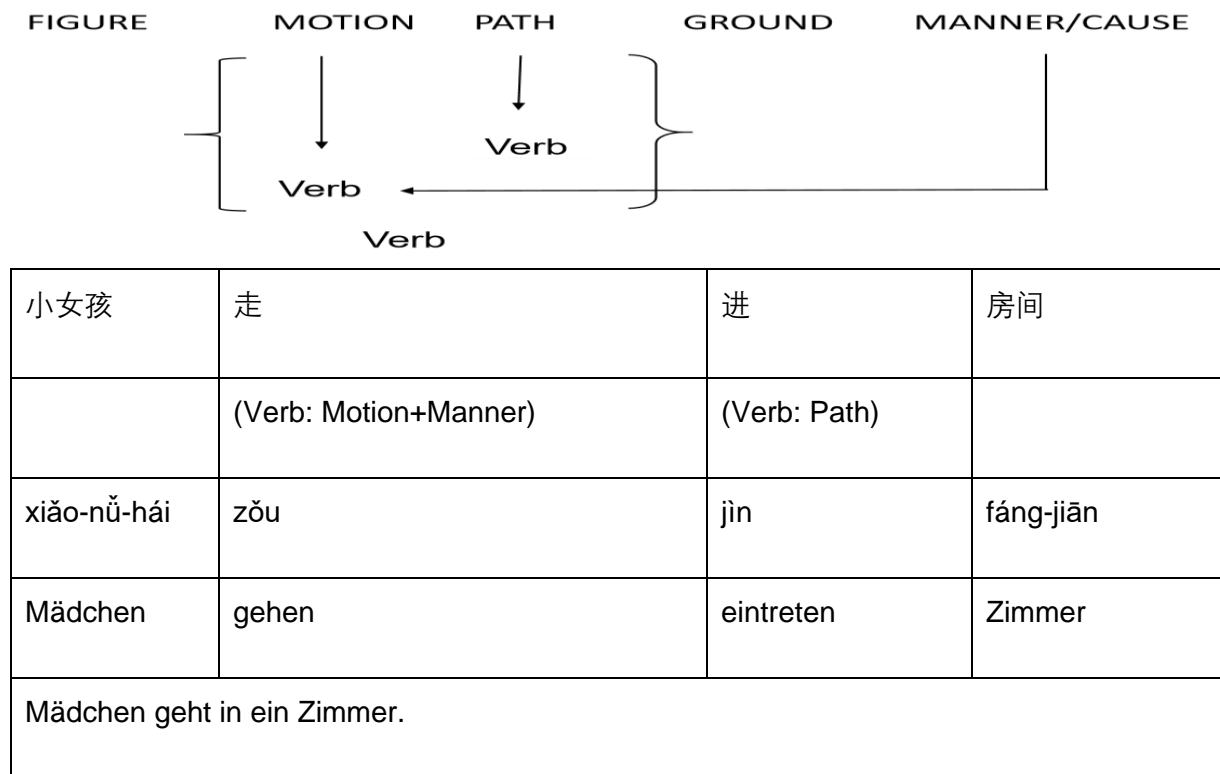 FIGURE MOTION PATH GROUND MANNER/CAUSE
Verb
Verb
Verb
小女孩 走 进 房间
(Verb: Motion+Manner) (Verb: Path)
xiǎo-nǚ-hái zǒu jìn fáng-jiān
Mädchen gehen eintreten Zimmer
Mädchen geht in ein Zimmer.